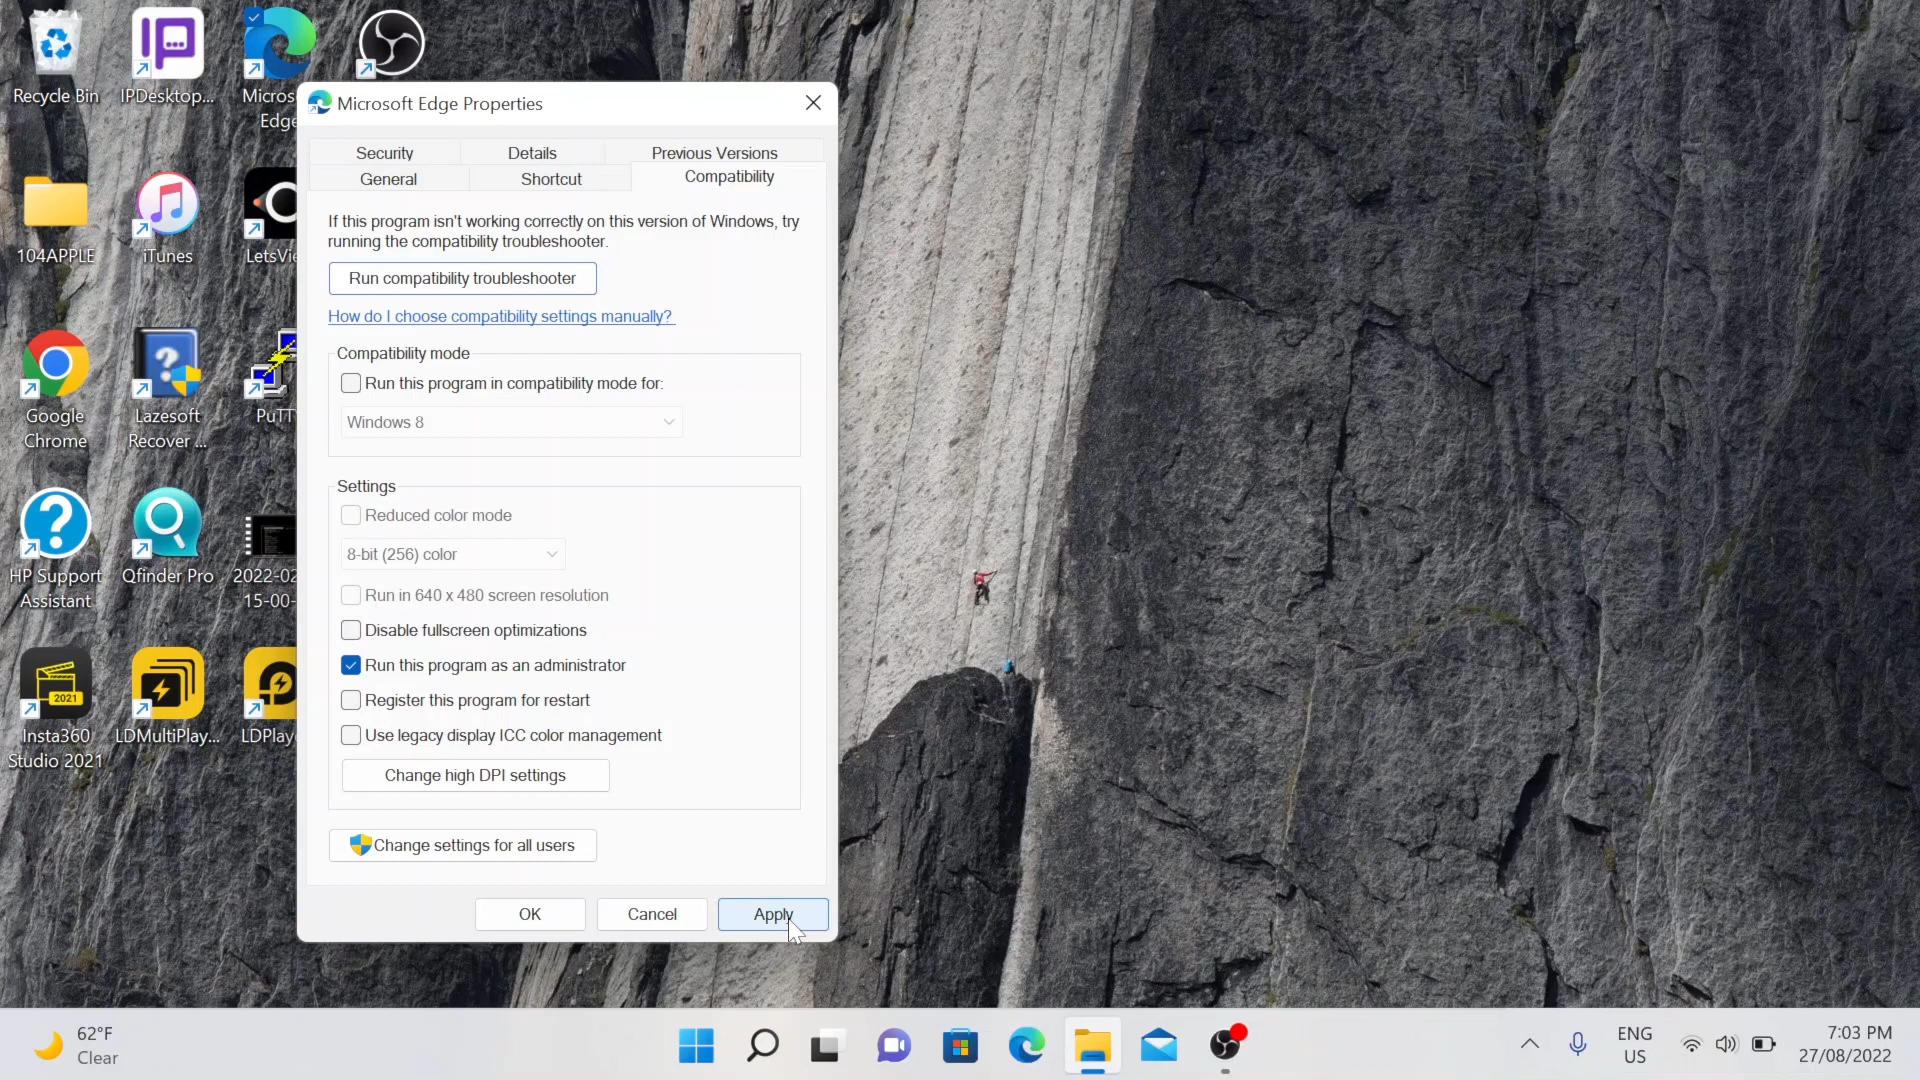 Recycle Bin
IPDesktop...
Micros
Edge
Microsoft Edge Properties
Security
Details
Previous Versions
General
Shortcut
Compatibility
If this program isn't working correctly on this version of Windows, try
running the compatibility troubleshooter.
Run compatibility troubleshooter
How do I choose compatibility settings manually?
Compatibility mode
Run this program in compatibility mode for:
Windows 8
Settings
Reduced color mode
8-bit (256) color
Run in 640 x 480 screen resolution
Disable fullscreen optimizations
Run this program as an administrator
Register this program for restart
Use legacy display ICC color management
Change high DPI settings
Change settings for all users
OK
Cancel
Apply
104APPLE
iTunes
LetsVie
Google
Chrome
Lazesoft
Recover ...
PuTT
HP Support
Assistant
Qfinder Pro
2022-02
15-00-
2021
Insta360
Studio 2021
LDMultiPlay...
LDPlay
62°F
Clear
ENG
US
7:03 PM
27/08/2022